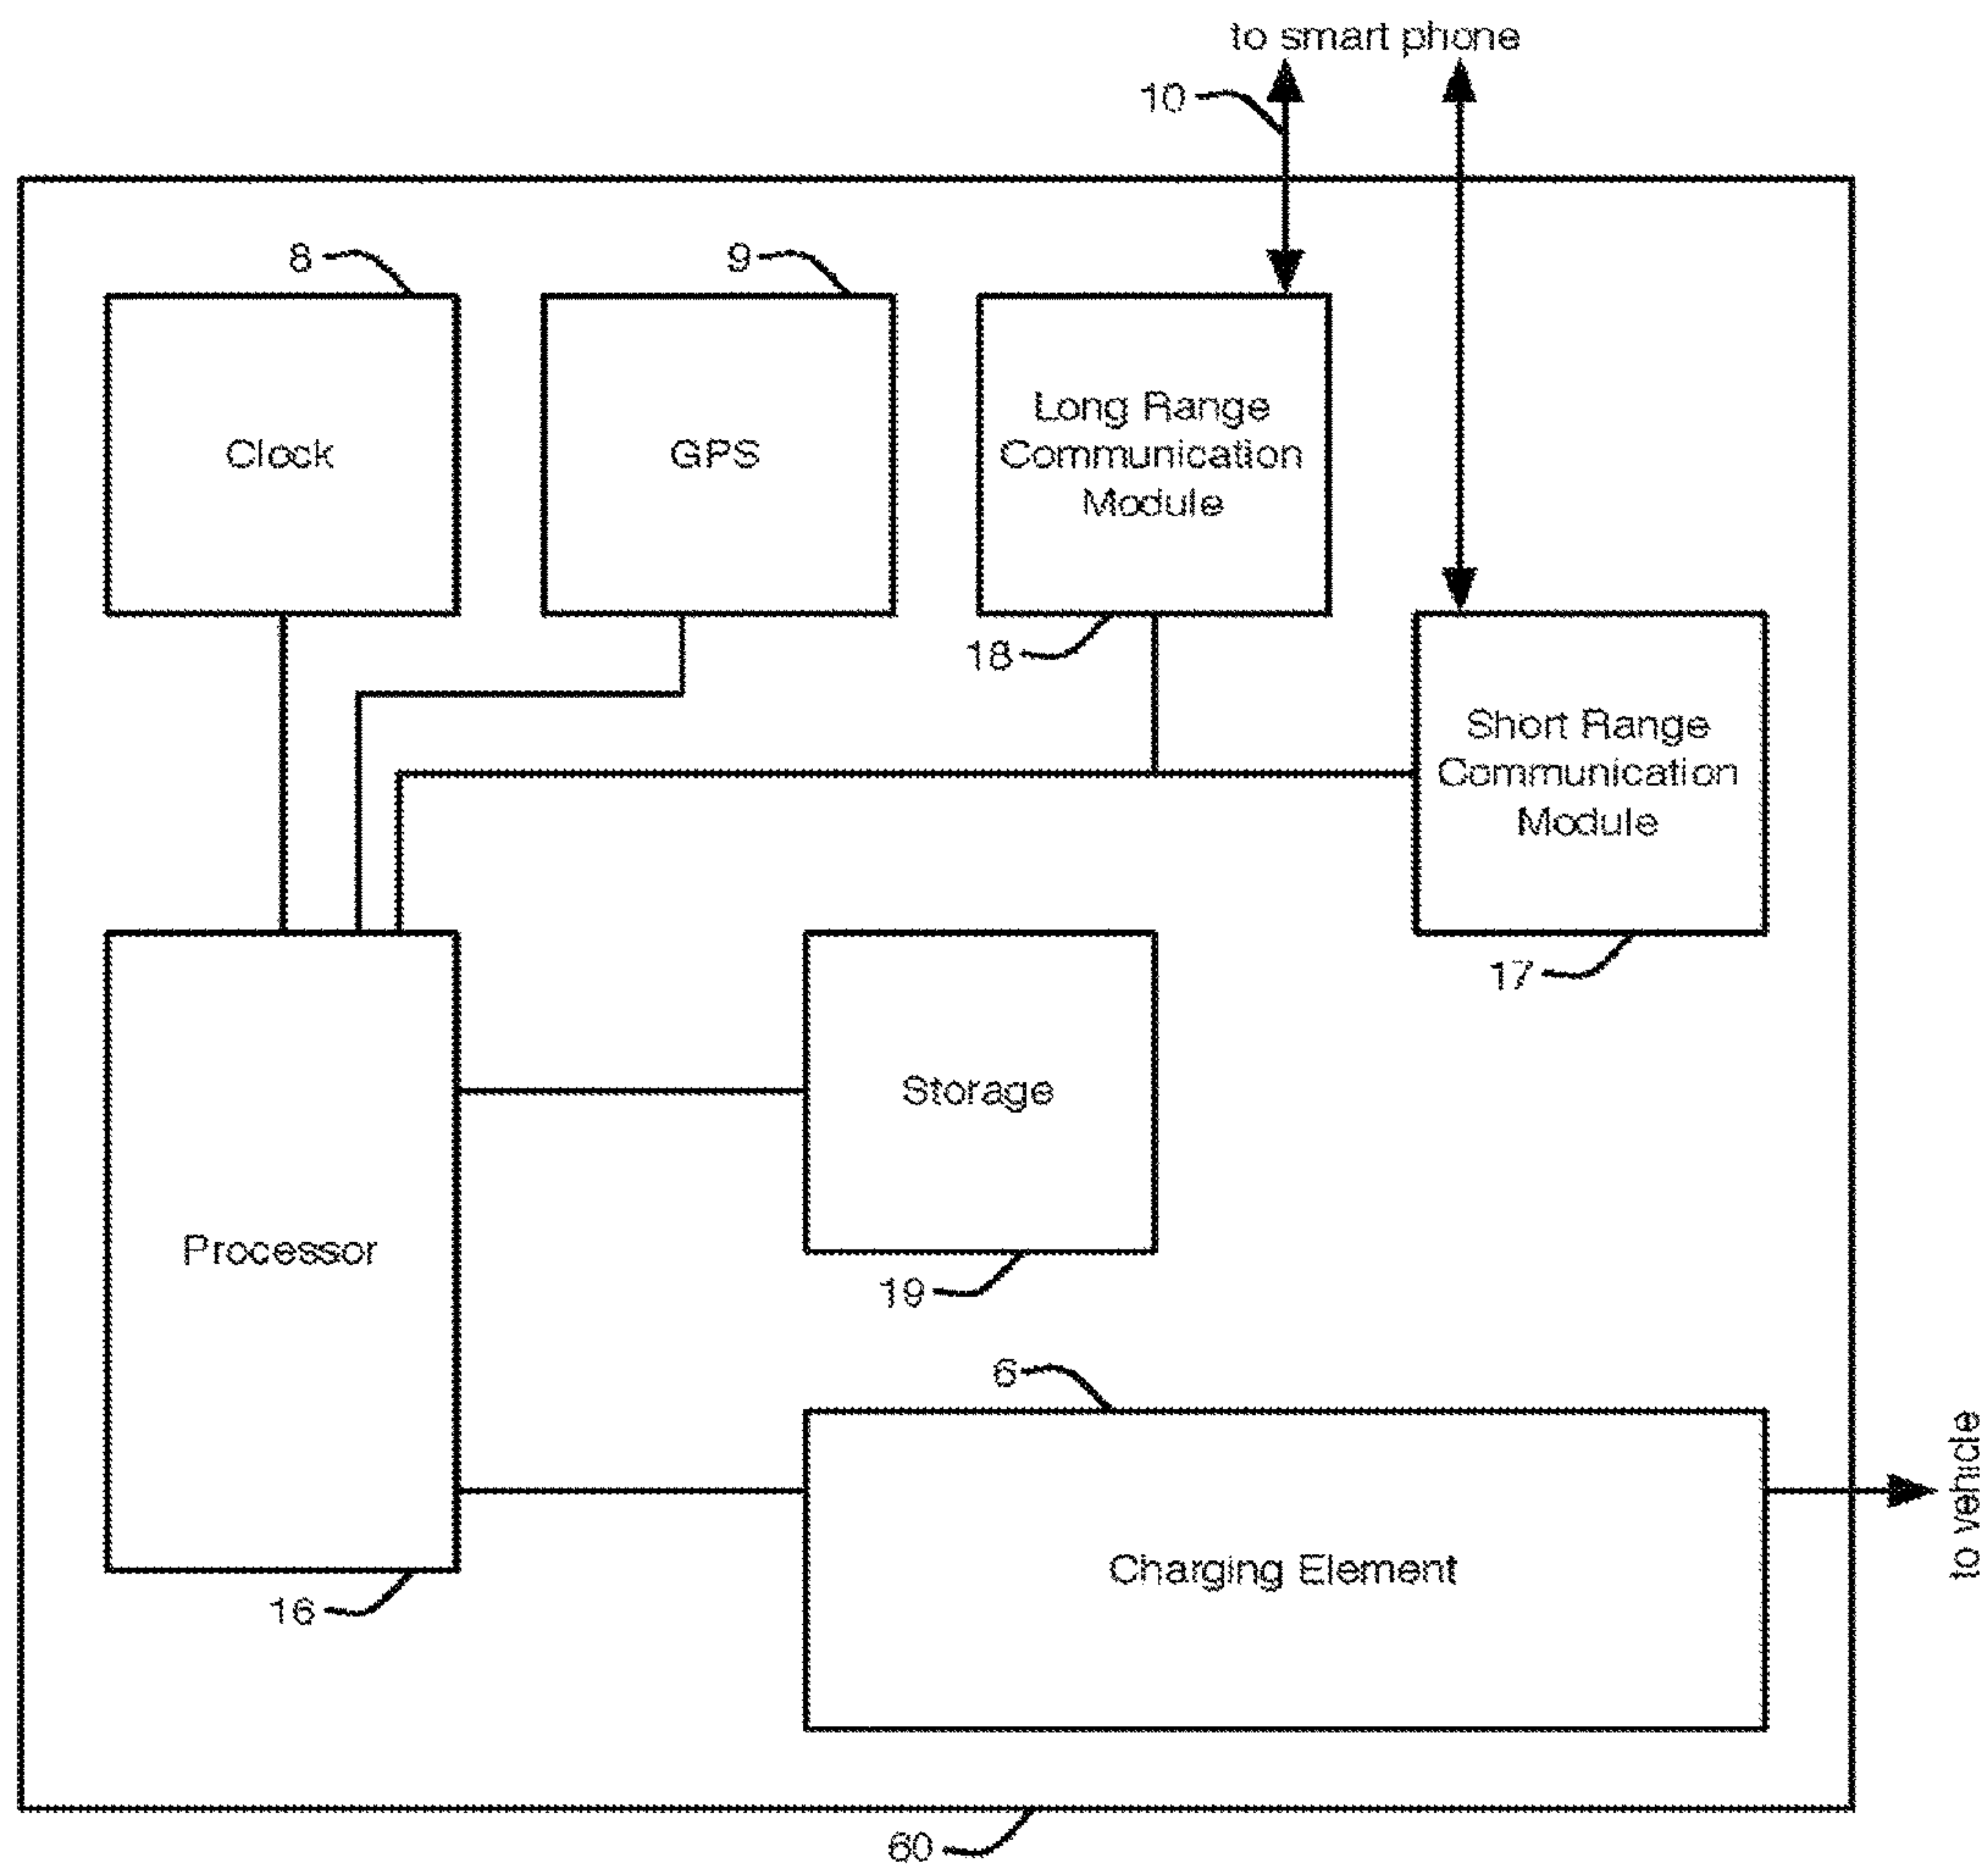 to smart phone
10
8
9
Clock
GPS
Long Range
Communication
Module
18
Short Range
Communication
Module
17
Storage
19
Processor
16
6
Charging Element
to vehicle
60